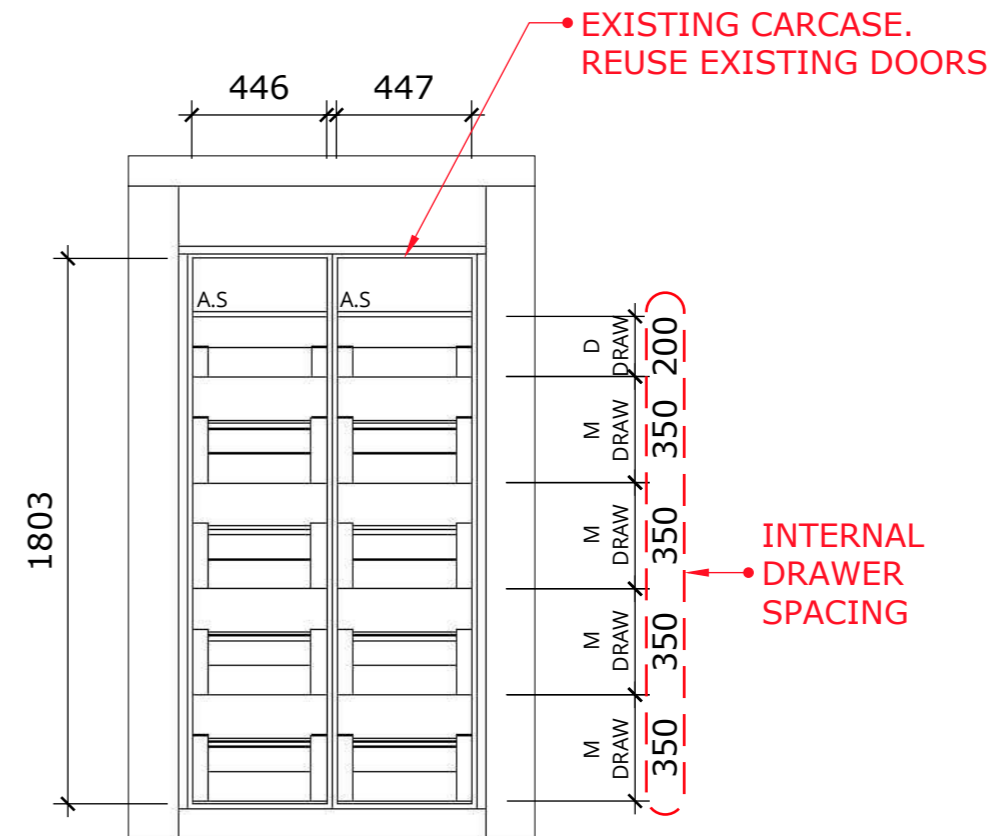 EXISTING CARCASE.
REUSE EXISTING DOORS
446
447
A.S
A.S
1803
D
DRAW
200
M
DRAW
350
M
DRAW
350
M
DRAW
350
M
DRAW
350
INTERNAL
DRAWER
SPACING